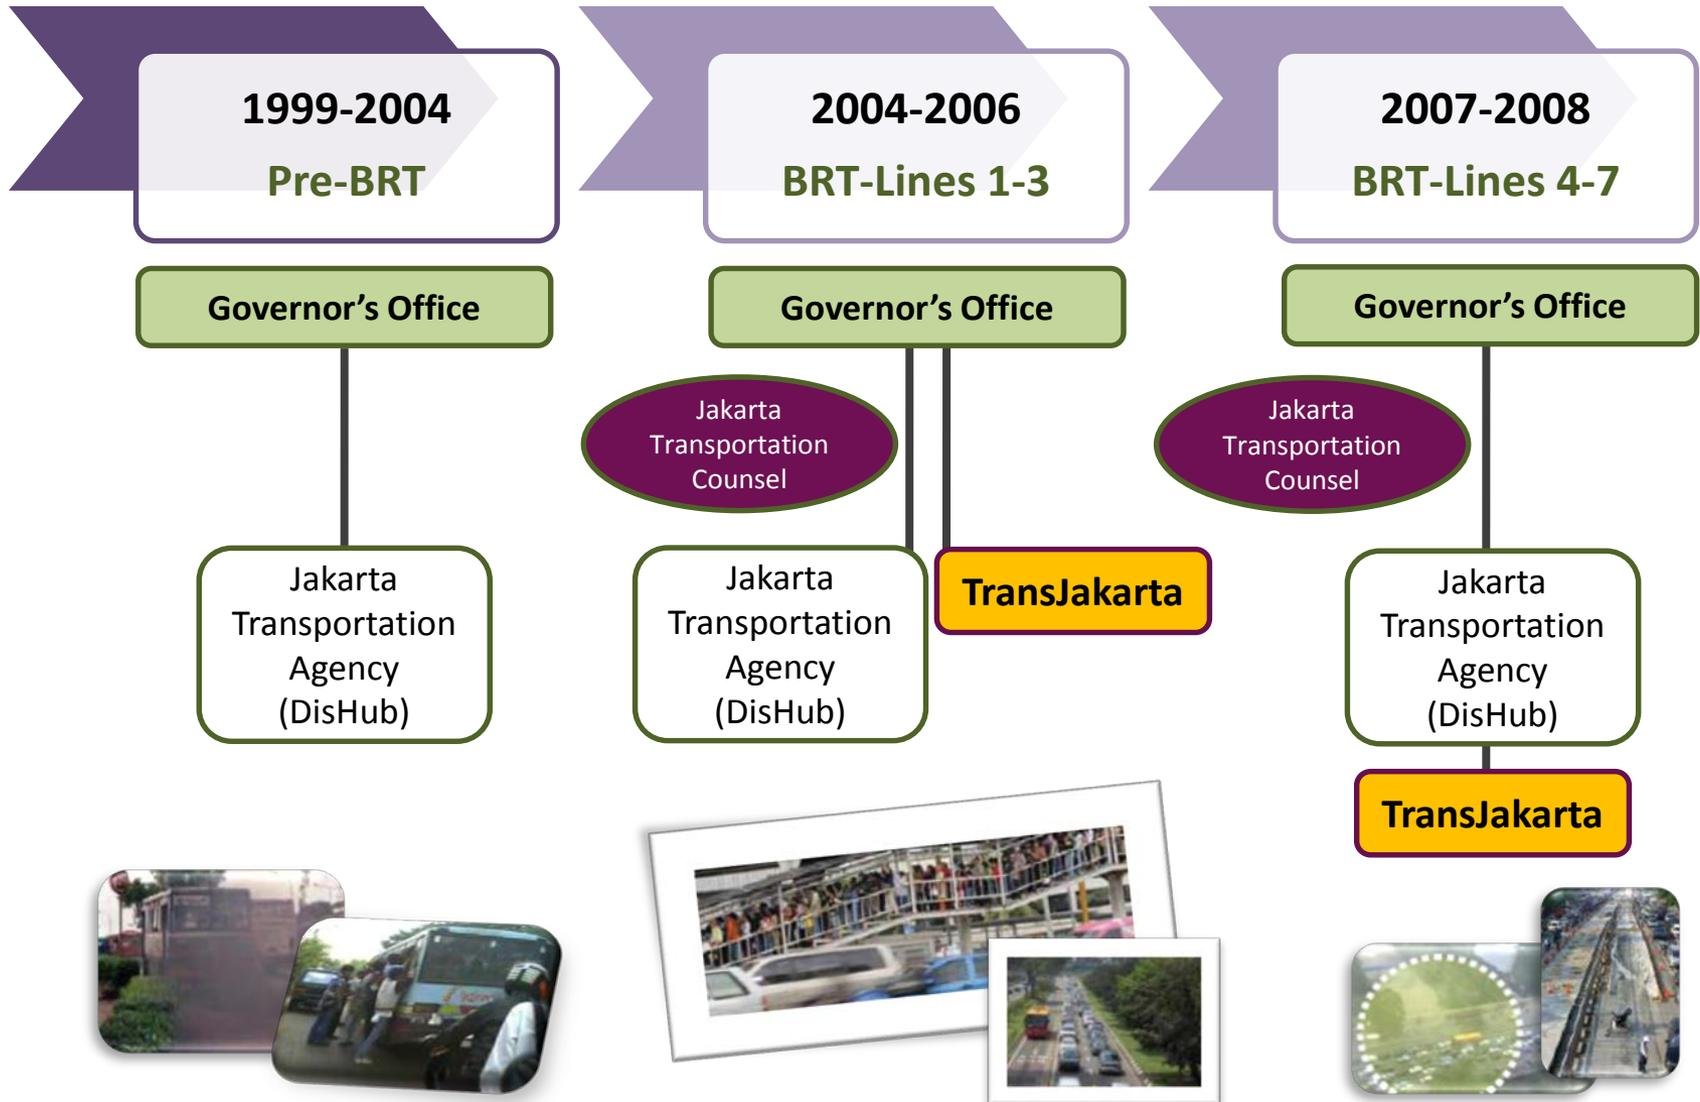 1999-2004
Pre-BRT
2004-2006
BRT-Lines 1-3
2007-2008
BRT-Lines 4-7
Governor’s Office
Governor’s Office
Governor’s Office
Jakarta
Transportation
Counsel
Jakarta
Transportation
Counsel
Jakarta
Transportation
Agency
(DisHub)
Jakarta
Transportation
Agency
(DisHub)
TransJakarta
Jakarta
Transportation
Agency
(DisHub)
TransJakarta